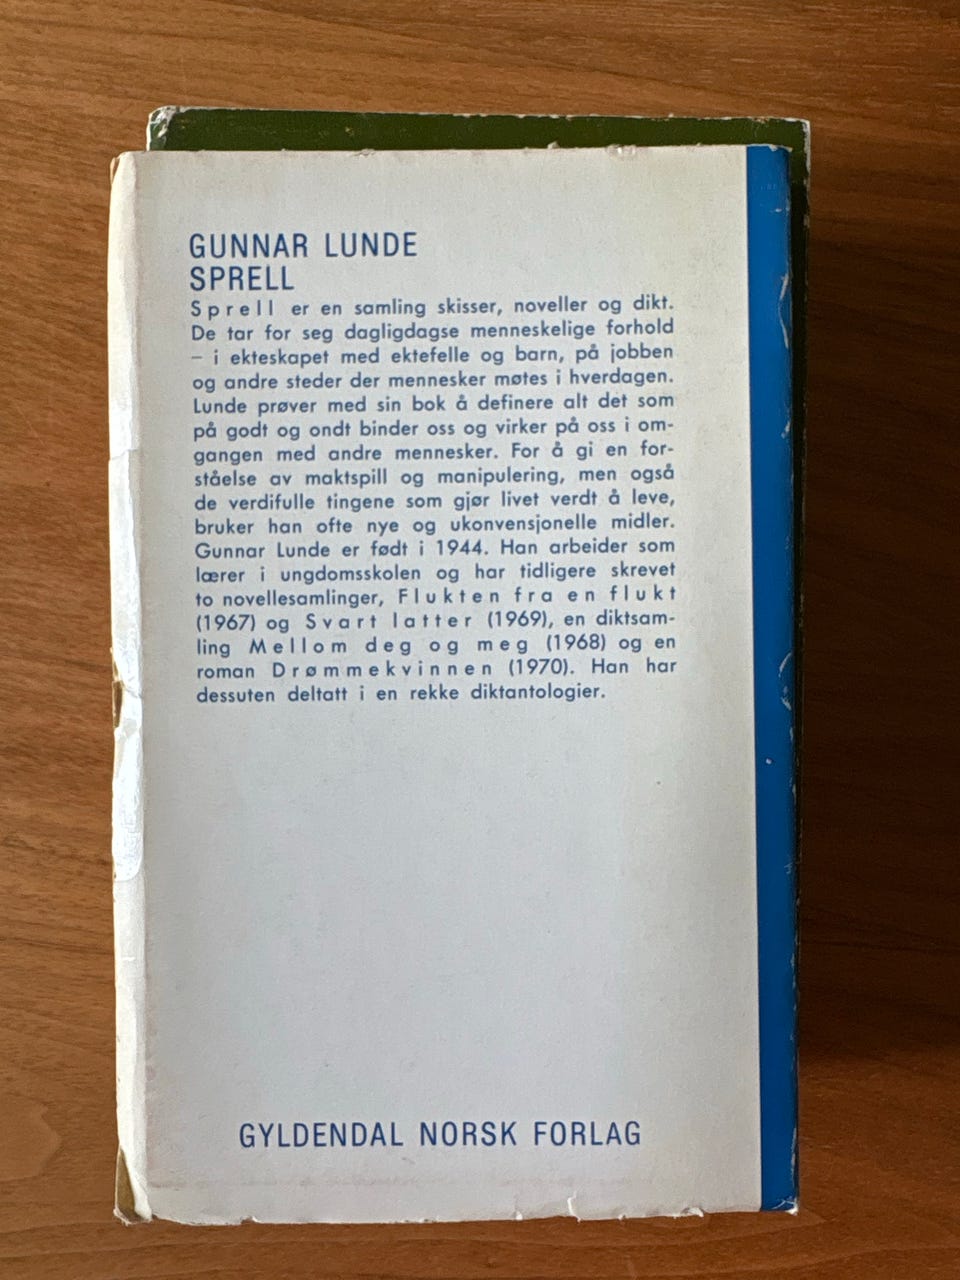 GUNNAR LUNDE
SPRELL
Sprell er en samling skisser, noveller og dikt.
De tar for seg dagligdagse menneskelige forhold
– i ekteskapet med ektefelle og barn, på jobben
og andre steder der mennesker møtes i hverdagen.
Lunde prøver med sin bok å definere alt det som
på godt og ondt binder oss og virker på oss i om-
gangen med andre mennesker. For å gi en for-
ståelse av maktspill og manipulering, men også
de verdifulle tingene som gjør livet verdt å leve,
bruker han ofte nye og ukonvensjonelle midler.
Gunnar Lunde er født i 1944. Han arbeider som
lærer i ungdomsskolen og har tidligere skrevet
to novellesamlinger, Flukten fra en flukt
(1967) og Svart latter (1969), en diktsam-
ling Mellom deg og meg (1968) og en
roman Drømmekvinnen (1970). Han har
dessuten deltatt i en rekke diktantologier.
GYLDENDAL NORSK FORLAG